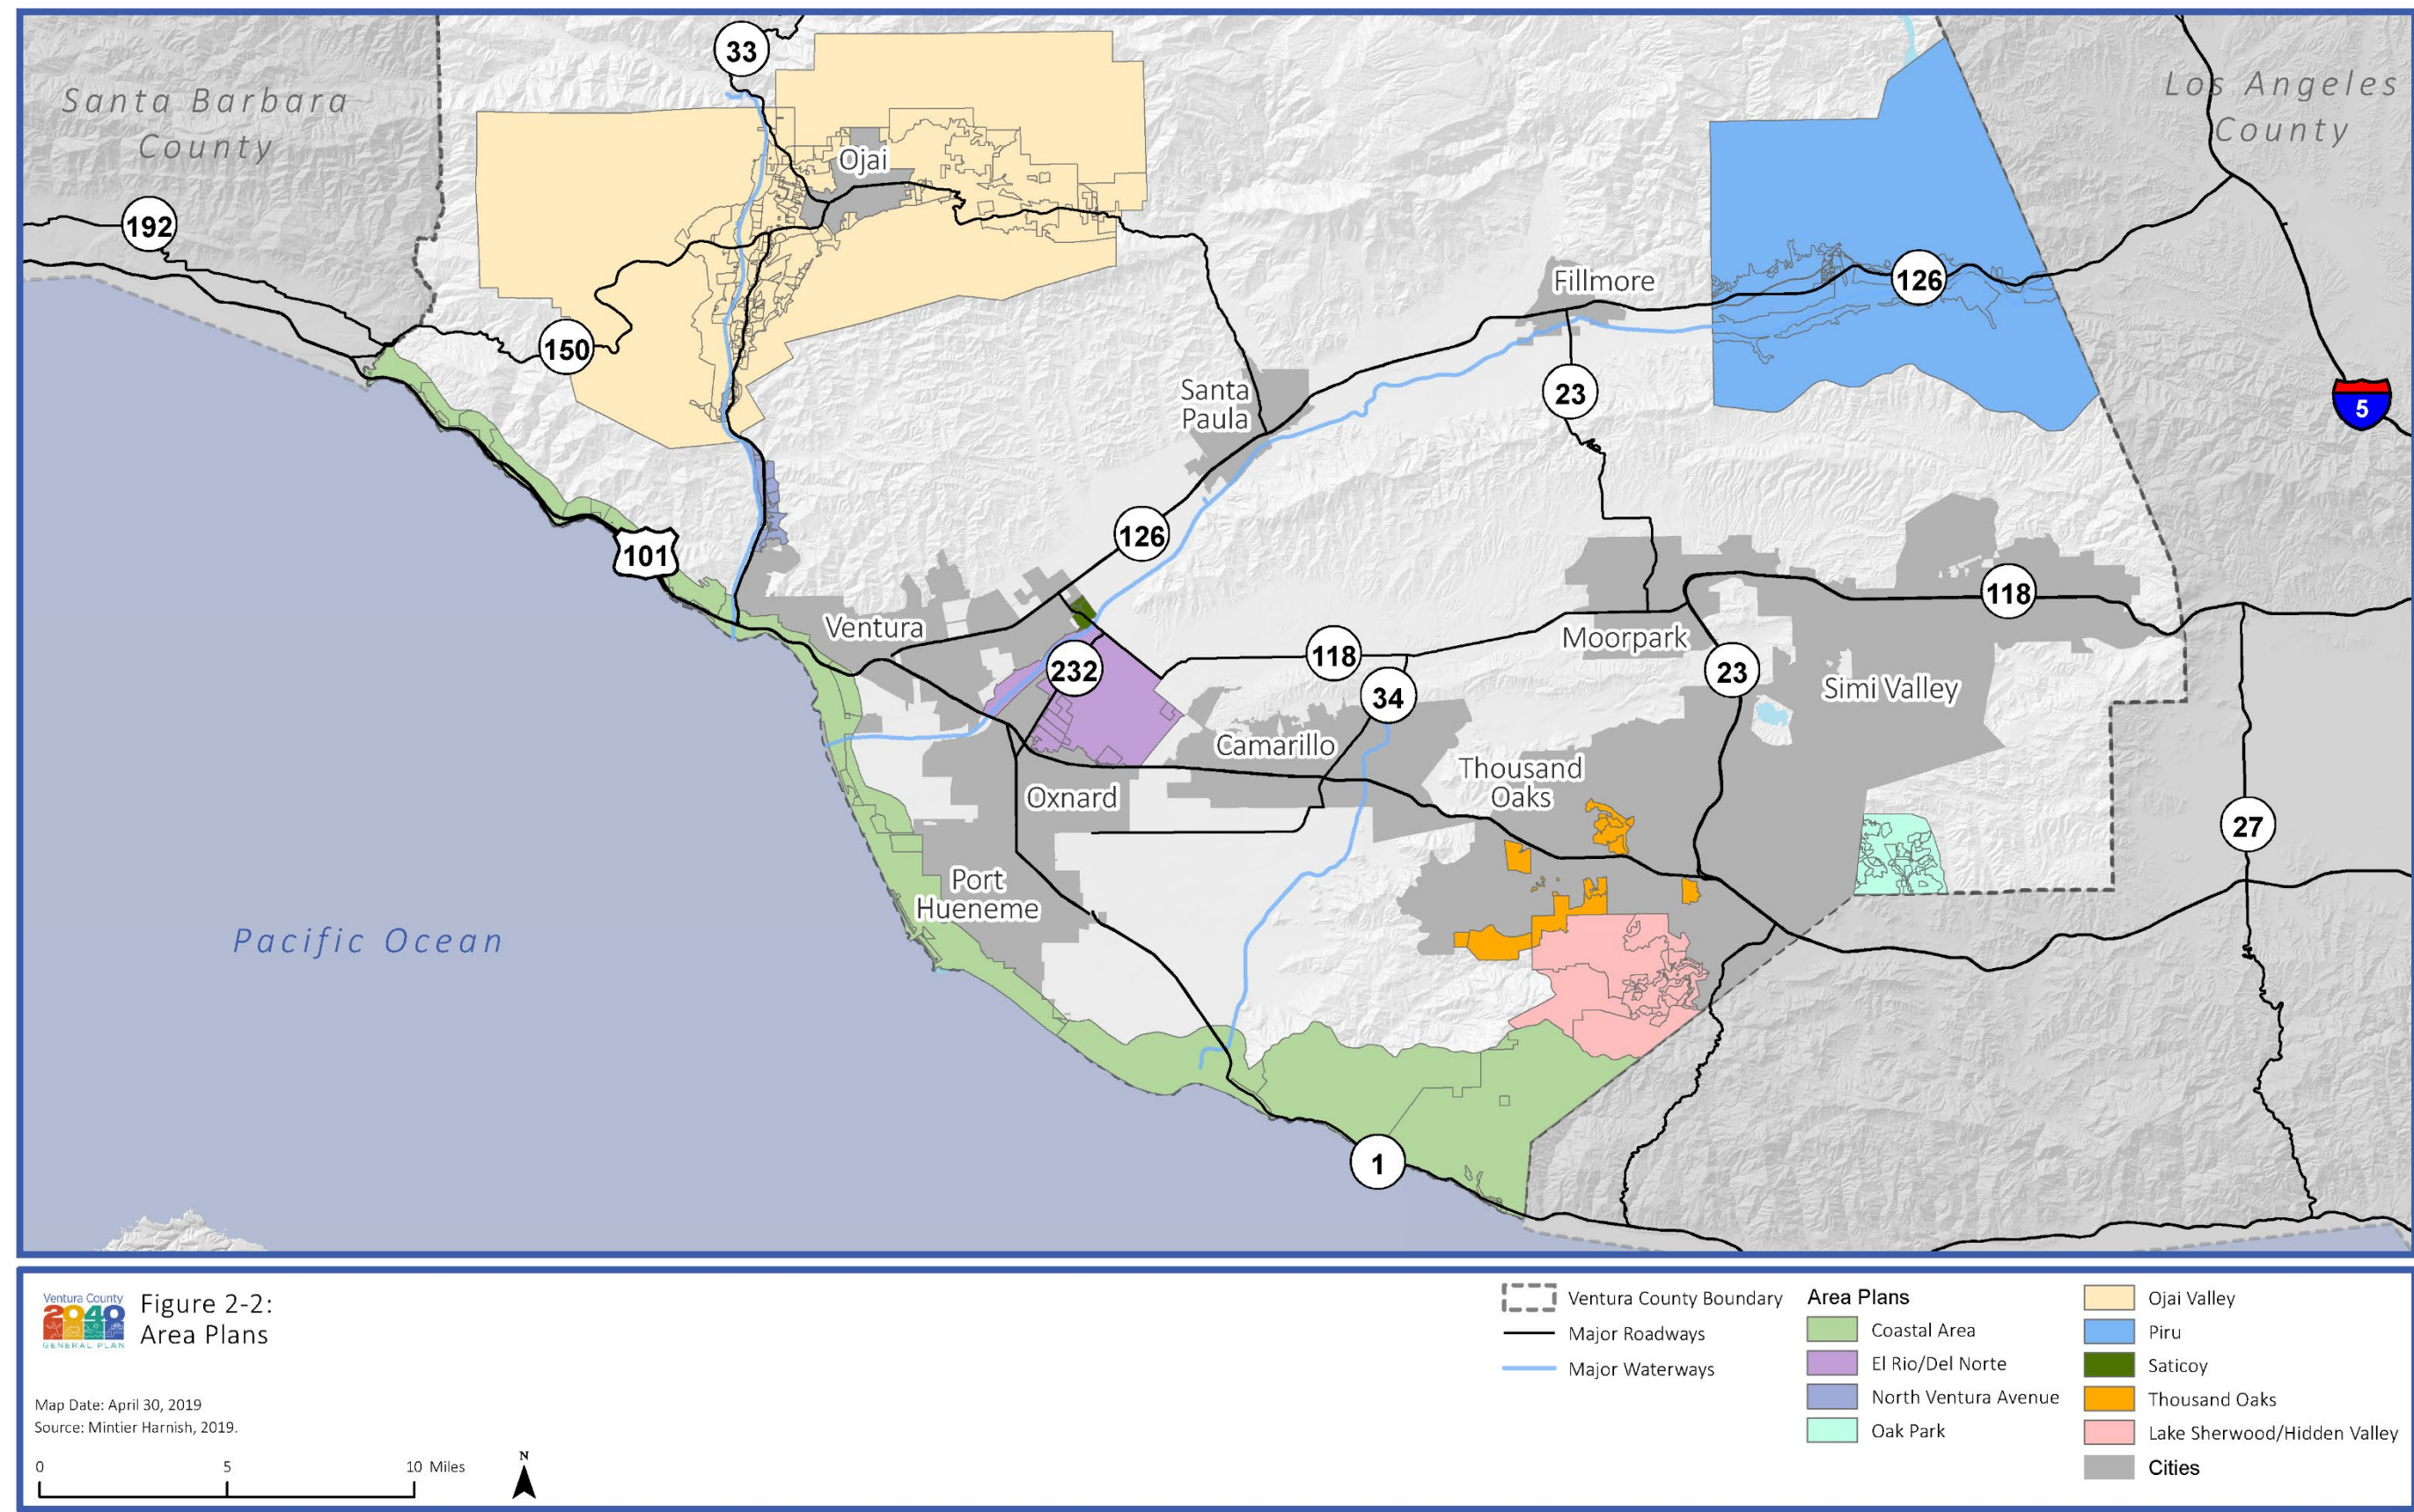 33
Santa Barbara
County
Los Angeles
County
Ojai
192
Fillmore
126
150
23
5
Santa
Paula
126
101
118
Ventura
Moorpark
118
232
23
34
Simi Valley
Camarillo
Thousand
Oaks
Oxnard
27
Port
Hueneme
Pacific Ocean
1
Ventura County
2040
GENERAL PLAN
Figure 2-2:
Area Plans
Map Date: April 30, 2019
Source: Mintier Harnish, 2019.
0 5 10 Miles
N
Ventura County Boundary
Major Roadways
Major Waterways
Area Plans
Coastal Area
El Rio/Del Norte
North Ventura Avenue
Oak Park
Ojai Valley
Piru
Saticoy
Thousand Oaks
Lake Sherwood/Hidden Valley
Cities